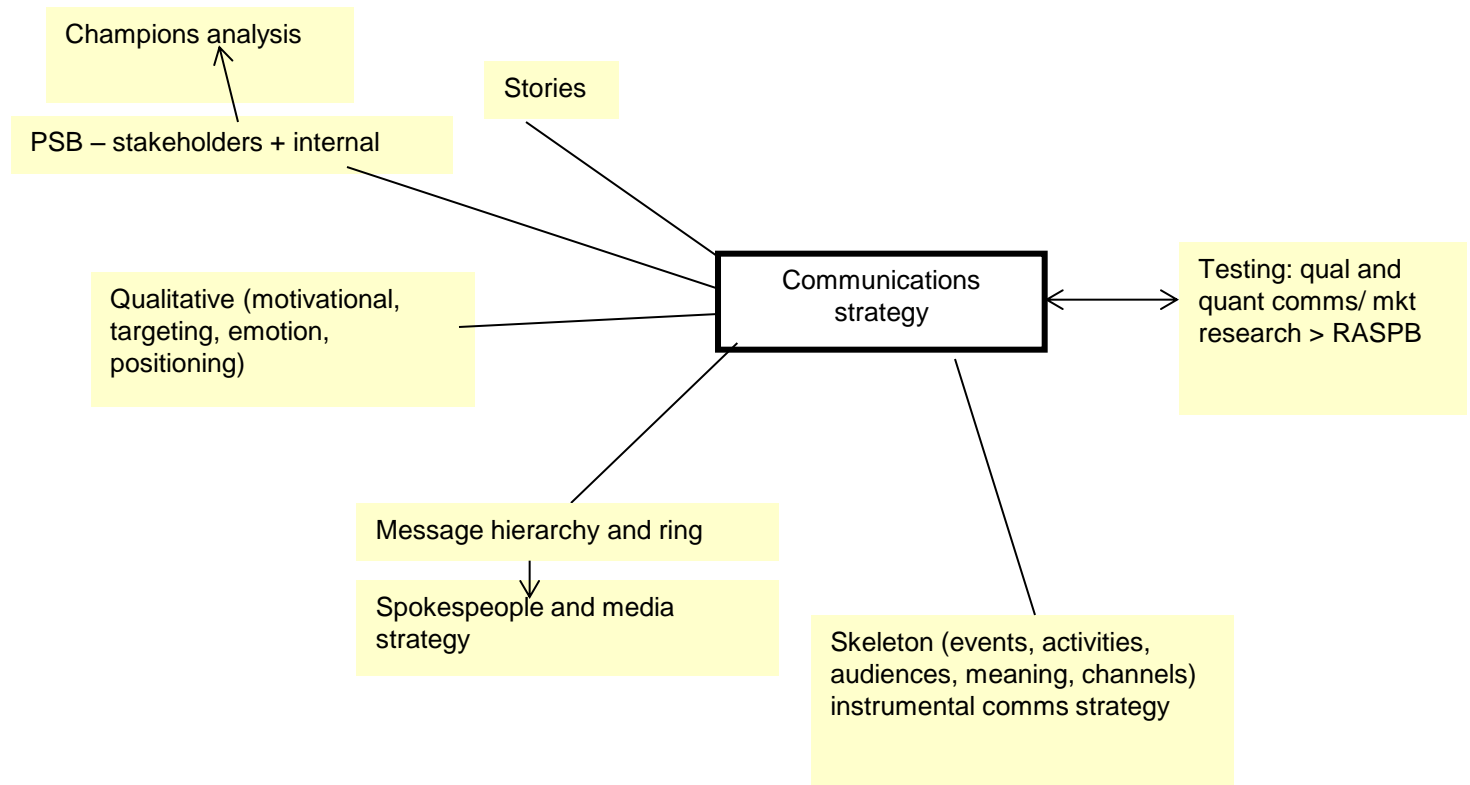 Champions analysis
Stories
PSB – stakeholders + internal
Communications
strategy
Testing: qual and
quant comms/ mkt
research > RASPB
Qualitative (motivational,
targeting, emotion,
positioning)
Message hierarchy and ring
Spokespeople and media
strategy
Skeleton (events, activities,
audiences, meaning, channels)
instrumental comms strategy